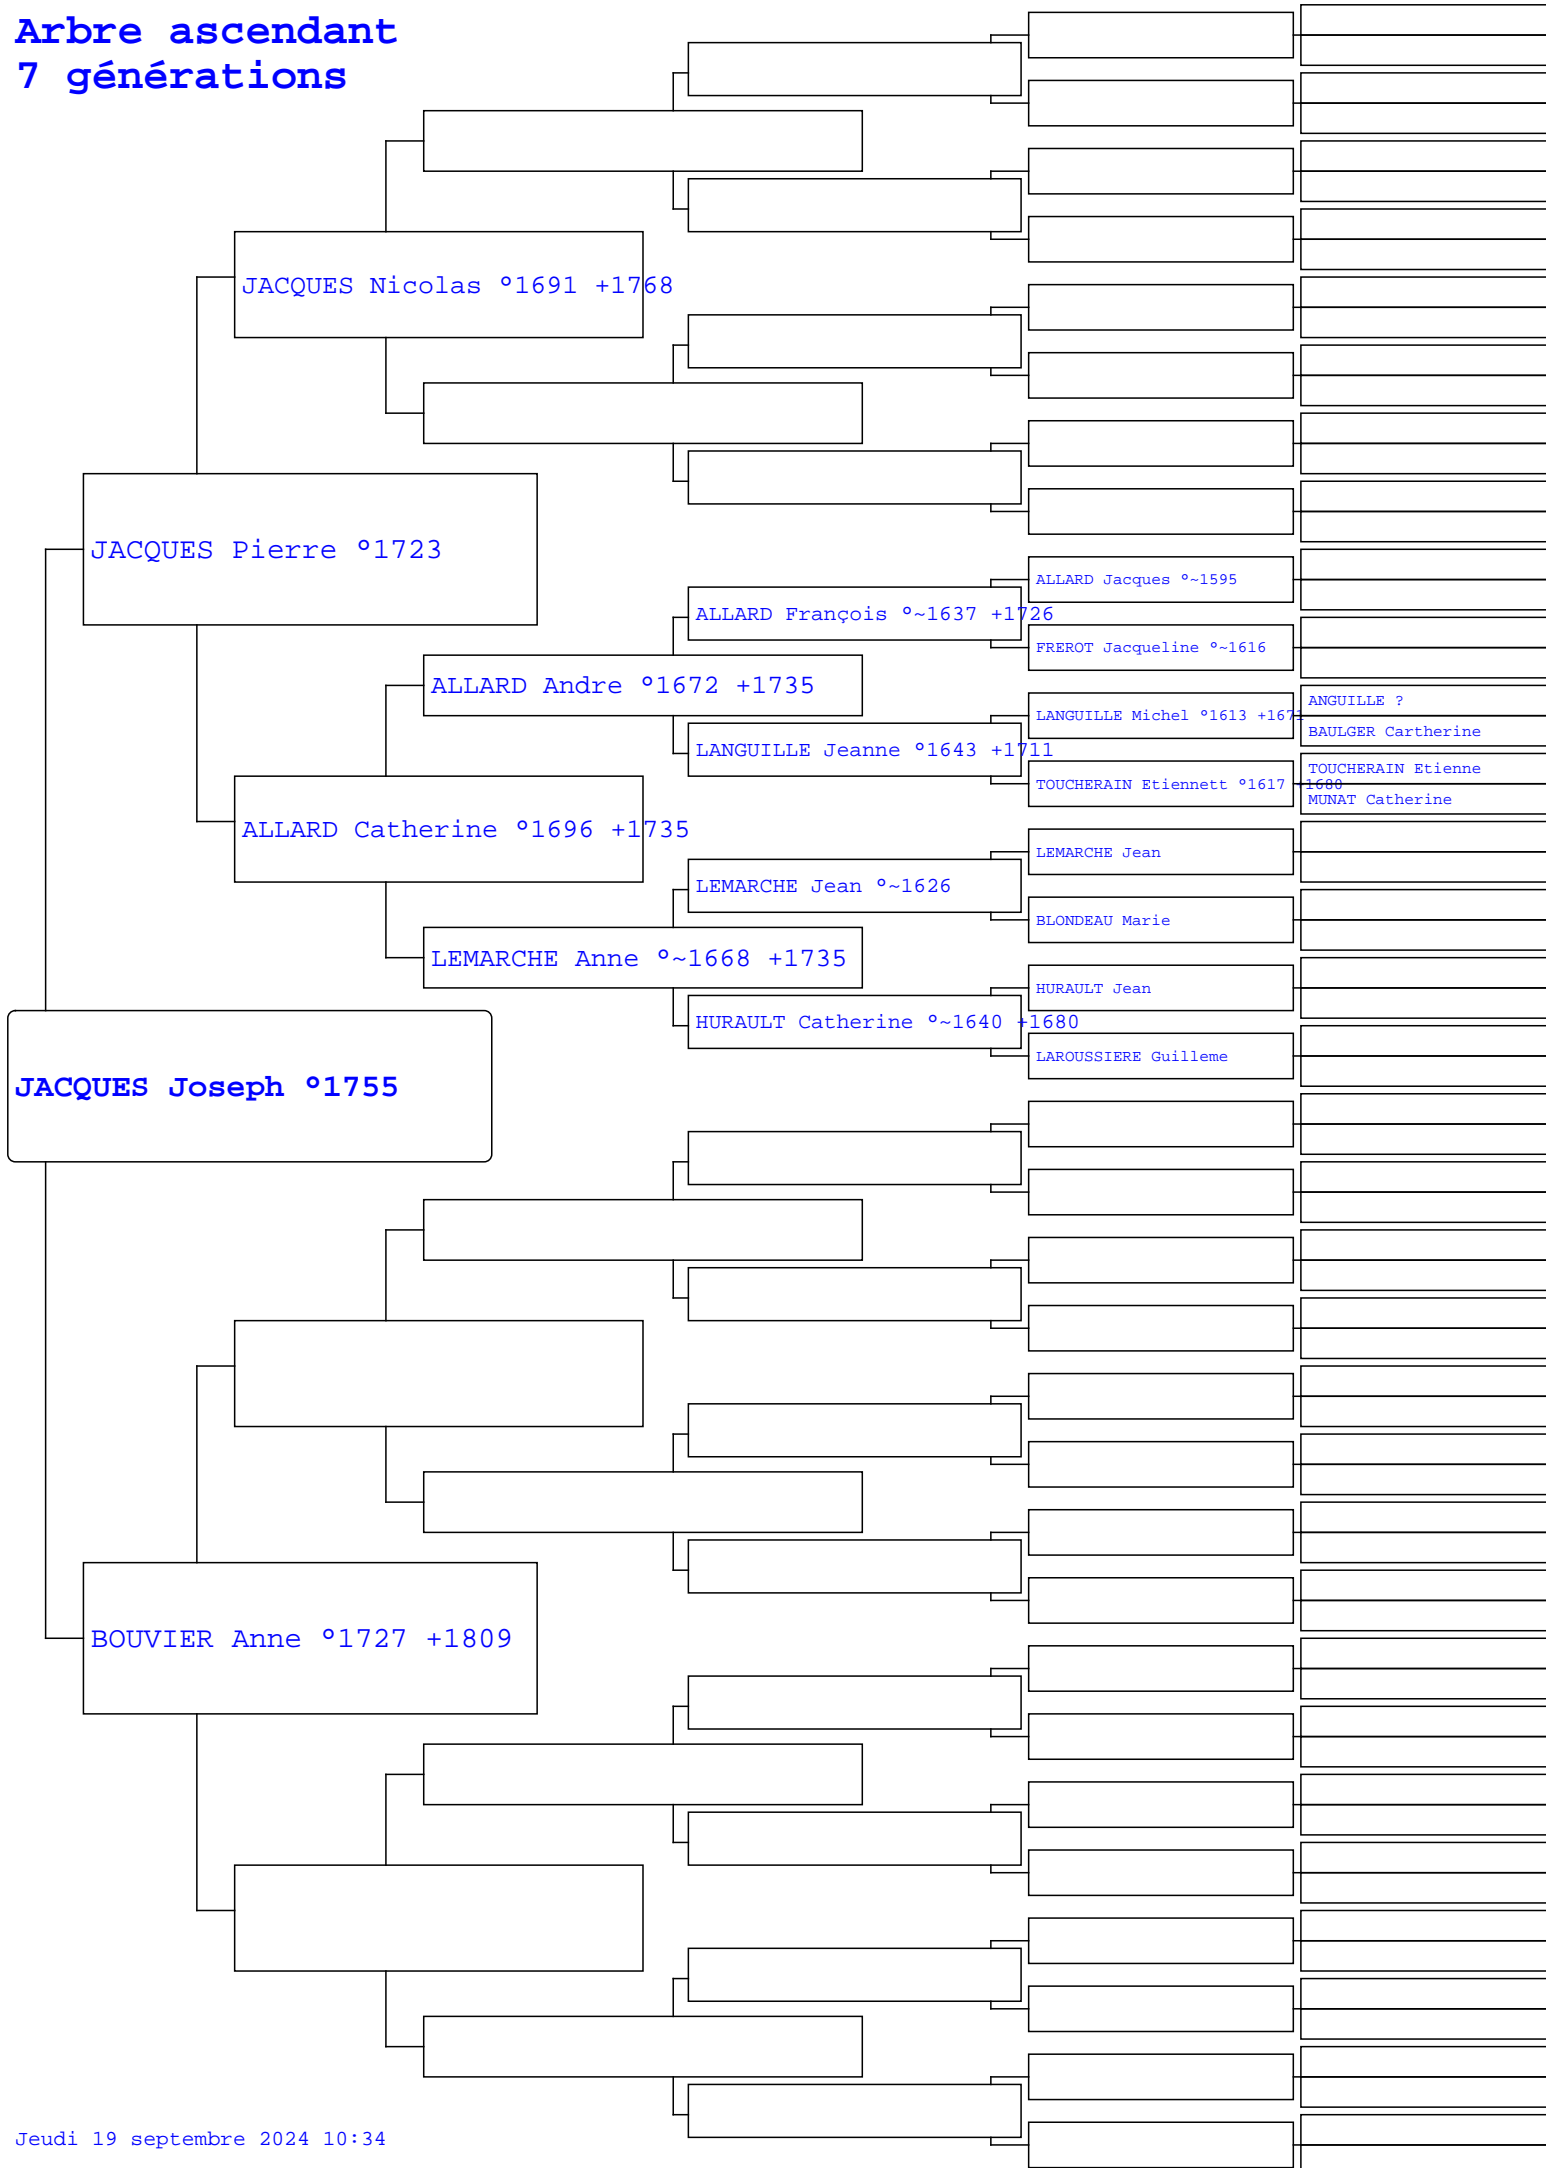 Arbre ascendant
7 générations
JACQUES Nicolas °1691 +1768
JACQUES Pierre °1723
ALLARD Jacques °~1595
ALLARD François °~1637 +1726
FREROT Jacqueline °~1616
ALLARD Andre °1672 +1735
ANGUILLE ?
LANGUILLE Michel °1613 +1671
BAULGER Cartherine
LANGUILLE Jeanne °1643 +1711
TOUCHERAIN Etienne
TOUCHERAIN Etiennett °1617 +1680
MUNAT Catherine
ALLARD Catherine °1696 +1735
LEMARCHE Jean
LEMARCHE Jean °~1626
BLONDEAU Marie
LEMARCHE Anne °~1668 +1735
HURAULT Jean
HURAULT Catherine °~1640 +1680
LAROUSSIERE Guilleme
JACQUES Joseph °1755
BOUVIER Anne °1727 +1809
Jeudi 19 septembre 2024 10:34